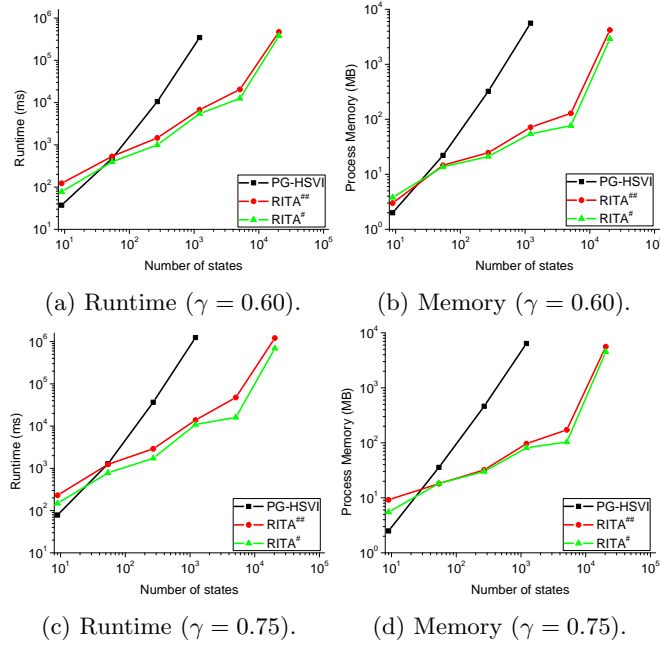 10^6
10^5
10^4
10^3
10^2
10^1
Runtime (ms)
PG-HSVI
RITA^##
RITA^#
10^1 10^2 10^3 10^4 10^5
Number of states
(a) Runtime (γ = 0.60).
10^4
10^3
10^2
10^1
10^0
Process Memory (MB)
PG-HSVI
RITA^##
RITA^#
10^1 10^2 10^3 10^4 10^5
Number of states
(b) Memory (γ = 0.60).
10^6
10^5
10^4
10^3
10^2
10^1
Runtime (ms)
PG-HSVI
RITA^##
RITA^#
10^1 10^2 10^3 10^4 10^5
Number of states
(c) Runtime (γ = 0.75).
10^4
10^3
10^2
10^1
10^0
Process Memory (MB)
PG-HSVI
RITA^##
RITA^#
10^1 10^2 10^3 10^4 10^5
Number of states
(d) Memory (γ = 0.75).